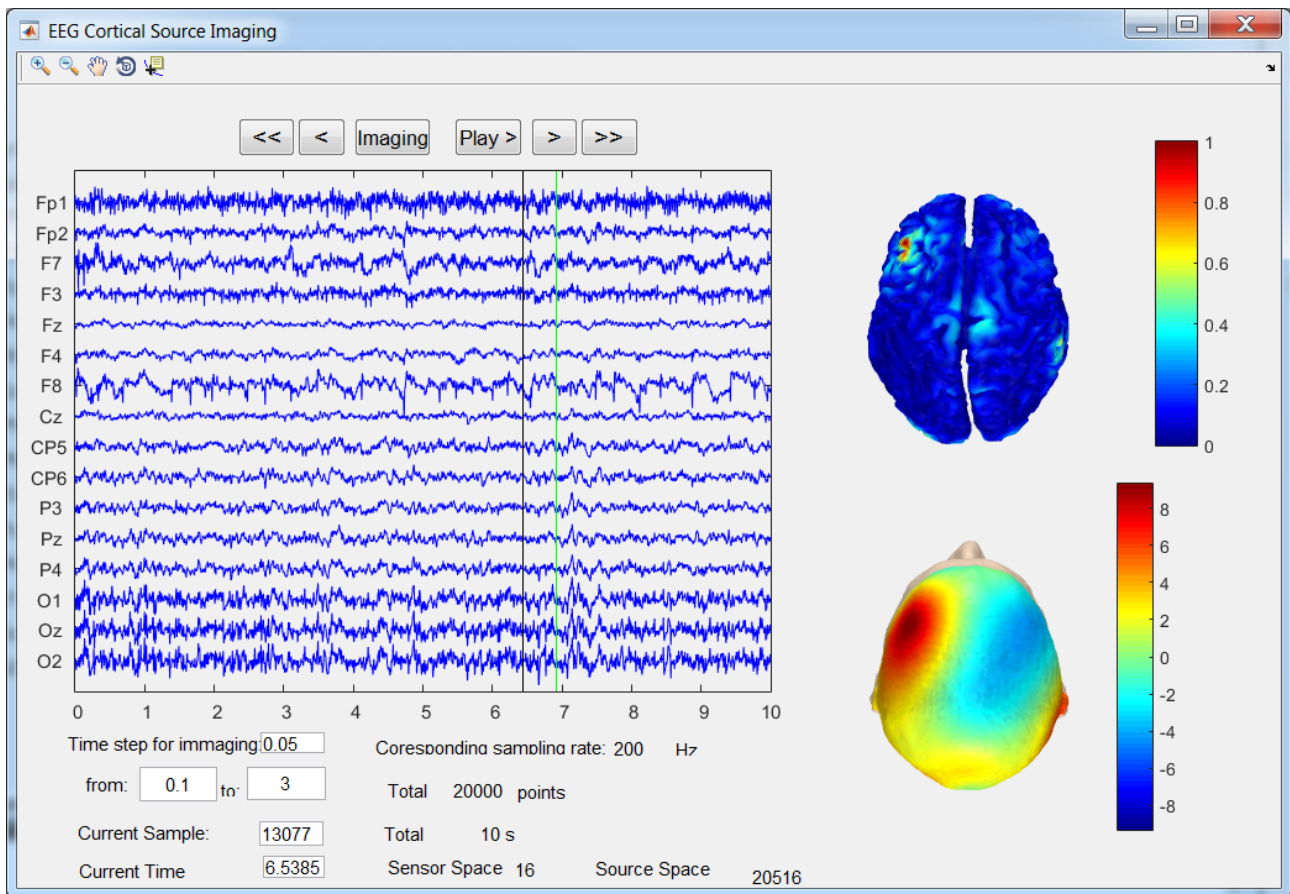 EEG Cortical Source Imaging
<< < Imaging Play > > >>
Fp1
Fp2
F7
F3
Fz
F4
F8
Cz
CP5
CP6
P3
Pz
P4
O1
Oz
O2
0 1 2 3 4 5 6 7 8 9 10
1
0.8
0.6
0.4
0.2
0
8
6
4
2
0
-2
-4
-6
-8
Time step for immaging: 0.05 Coresponding sampling rate: 200 Hz
from: 0.1 to: 3 Total 20000 points
Current Sample: 13077 Total 10 s
Current Time 6.5385 Sensor Space 16 Source Space 20516